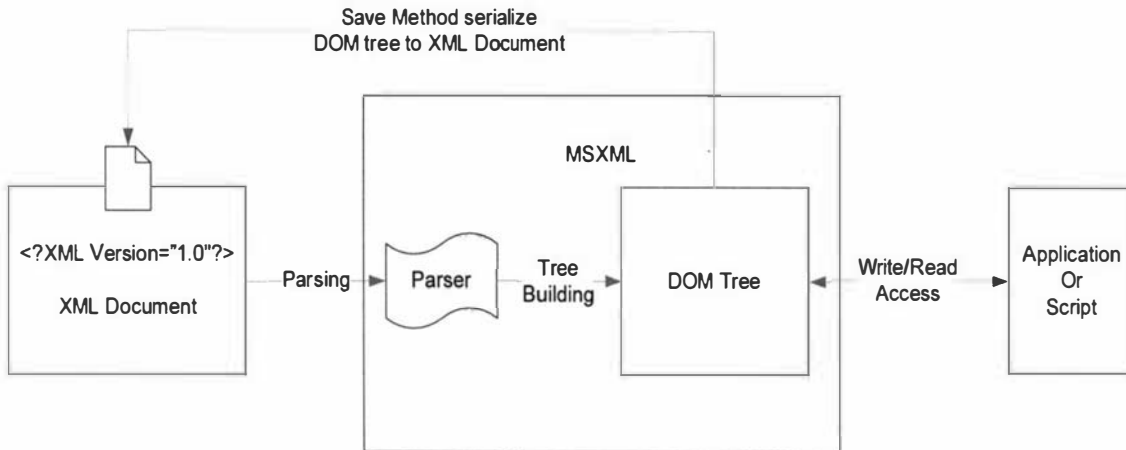 Save Method serialize
DOM tree to XML Document
MSXML
<?XML Version="1.0"?>
XML Document
Parsing
Parser
Tree
Building
DOM Tree
Write/Read
Access
Application
Or
Script